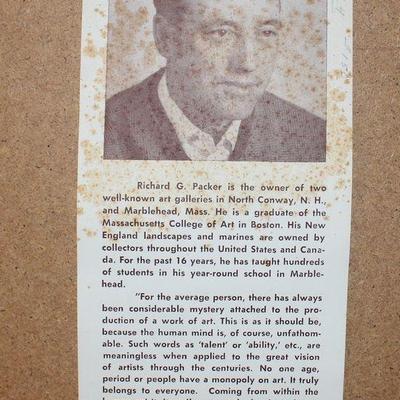 Richard G. Packer is the owner of two
well-known art galleries in North Conway, N. H.,
and Marblehead, Mass. He is a graduate of the
Massachusetts College of Art in Boston. His New
England landscapes and marines are owned by
collectors throughout the United States and Cana-
da. For the past 16 years, he has taught hundreds
of students in his year-round school in Marble-
head.
"For the average person, there has always
been considerable mystery attached to the pro-
duction of a work of art. This is as it should be,
because the human mind is, of course, unfathom-
able. Such words as 'talent' or 'ability,' etc., are
meaningless when applied to the great vision
of artists through the centuries. No one age,
period or people have a monopoly on art. It truly
belongs to everyone. Coming from within the